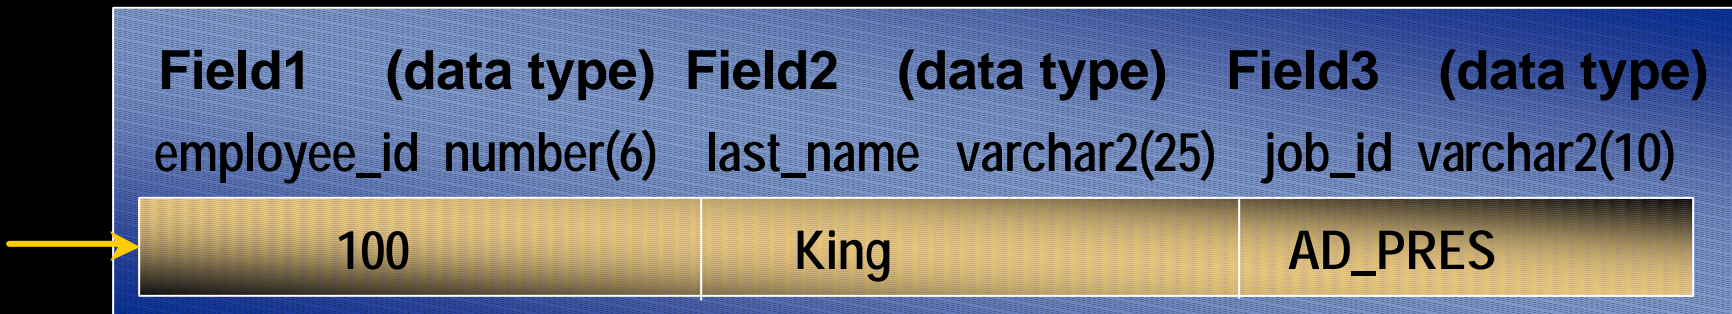 Field1 (data type) Field2 (data type) Field3 (data type)
employee_id number(6) last_name varchar2(25) job_id varchar2(10)
100 King AD_PRES